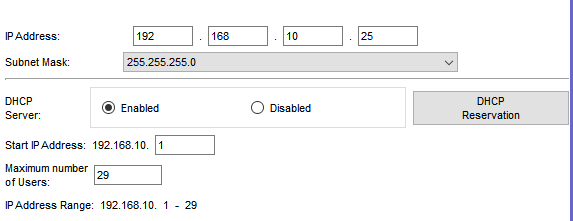 IP Address: 192 . 168 . 10 . 25
Subnet Mask: 255.255.255.0
DHCP
Server:
Enabled Disabled
DHCP
Reservation
Start IP Address: 192.168.10. 1
Maximum number
of Users:
29
IP Address Range: 192.168.10. 1 - 29